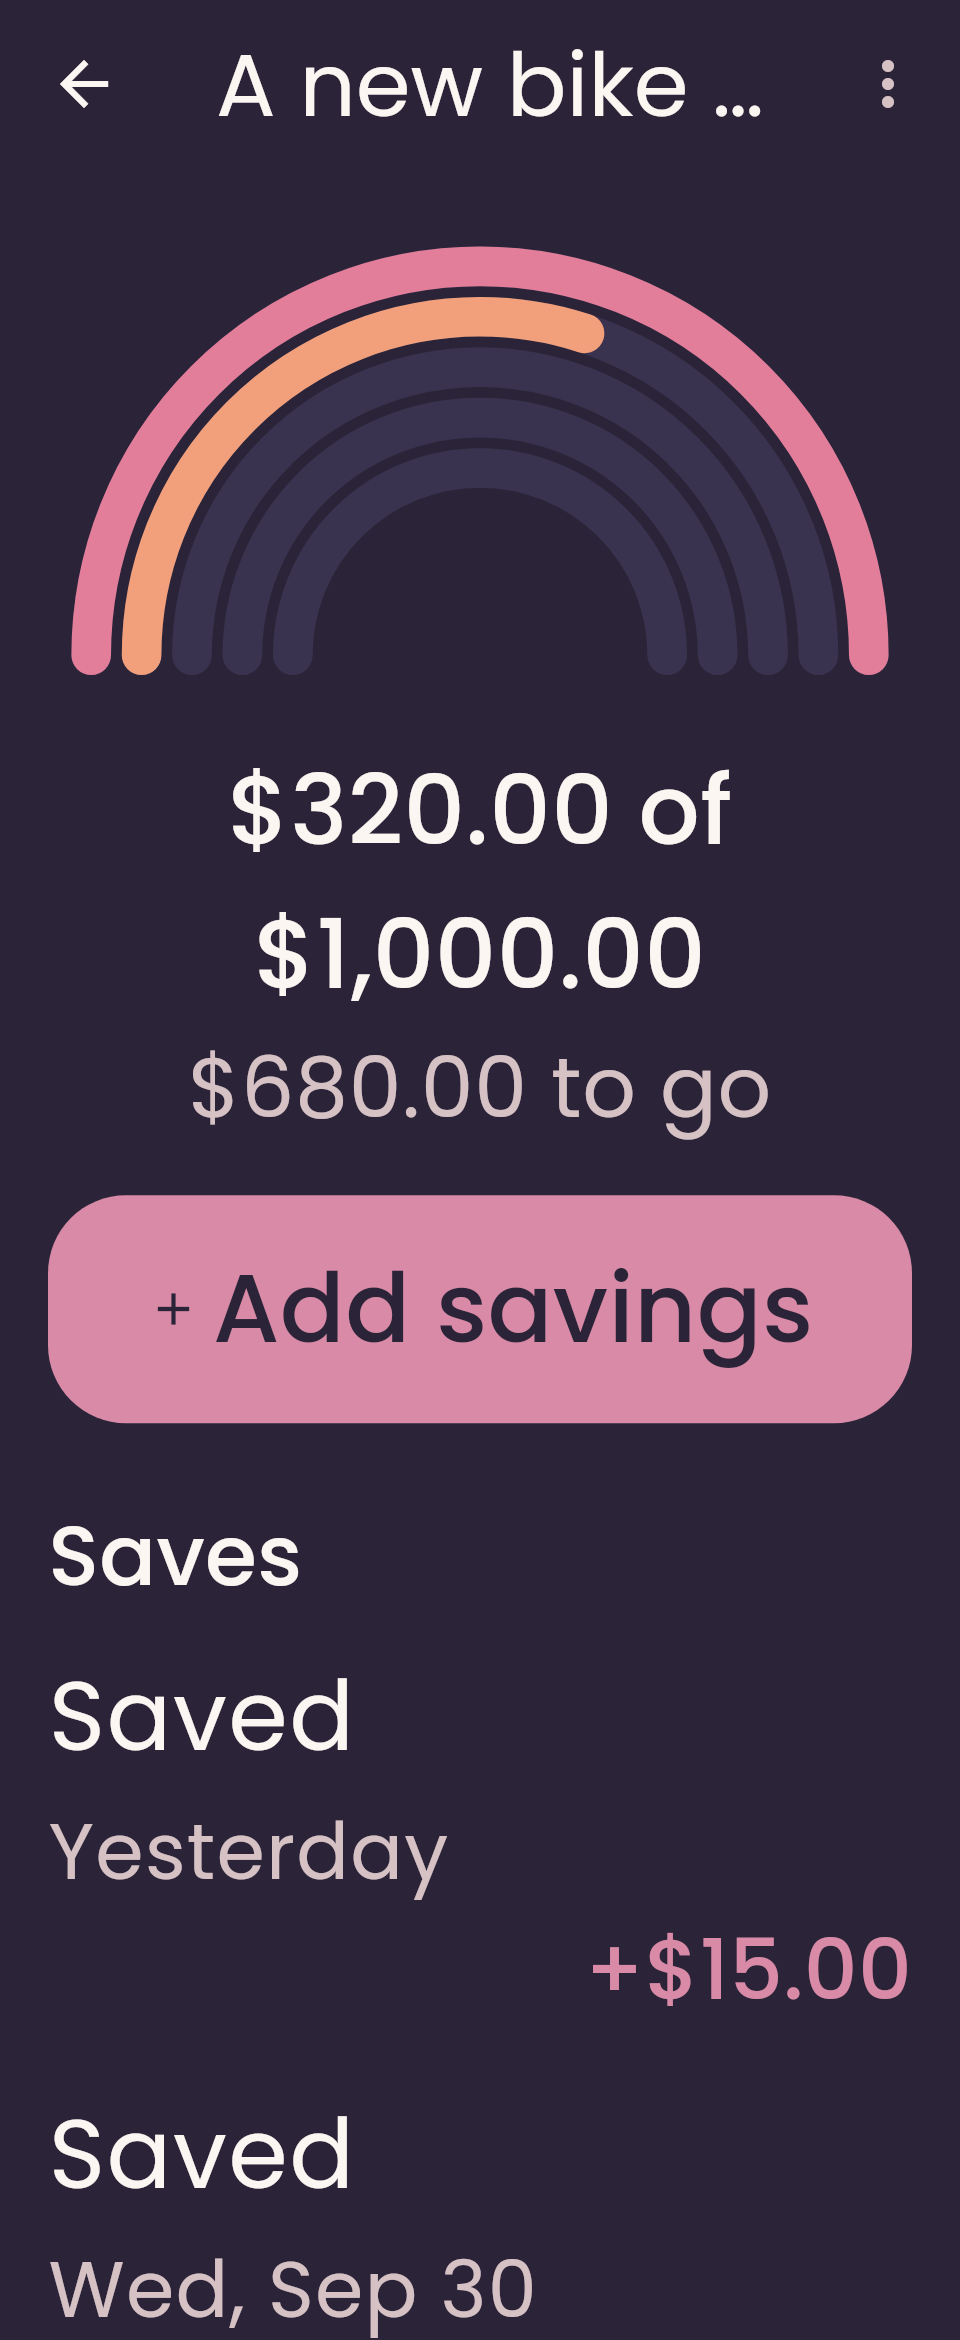 A new bike ...
$320.00 of
$1,000.00
$680.00 to go
+ Add savings
Saves
Saved
Yesterday
+$15.00
Saved
Wed, Sep 30